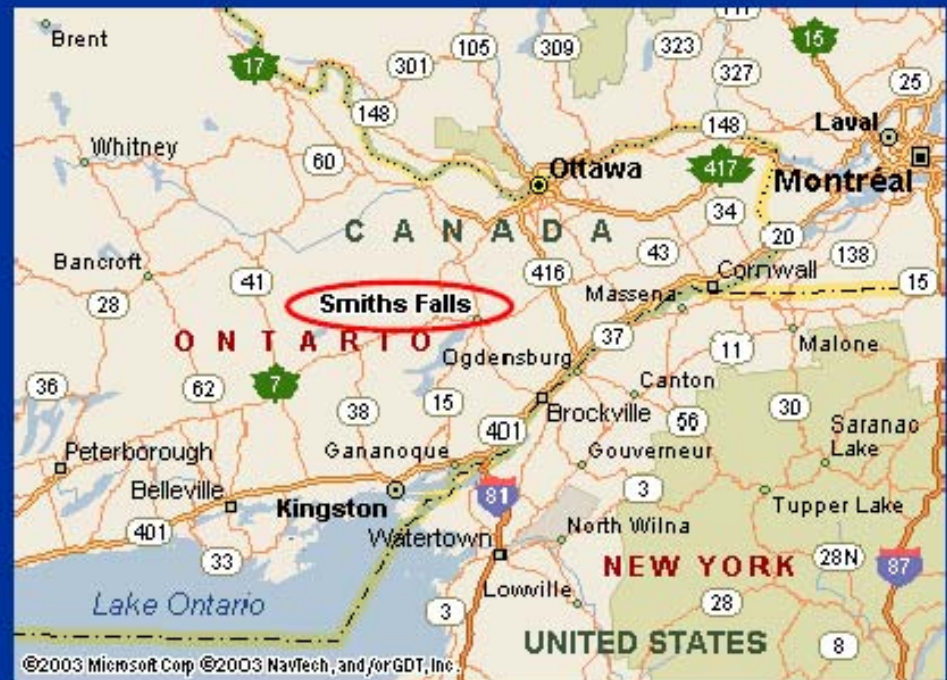 Brent
17
105
309
323
111
15
301
327
25
148
148
Laval
Whitney
60
Ottawa
417
Montréal
CANADA
34
20
Bancroft
41
416
43
138
28
Smiths Falls
Massena
Cornwall
15
ONTARIO
37
Ogdensburg
11
Malone
36
62
7
38
15
Canton
30
Brockville
56
Saranac
Lake
401
Peterborough
Gananoque
Gouverneur
Belleville
Kingston
81
3
Tupper Lake
401
Watertown
North Wilna
33
NEW YORK
28N
87
Lake Ontario
3
Lowville
28
UNITED STATES
8
©2003 Microsoft Corp ©2003 NavTech, and/or GDT, Inc.